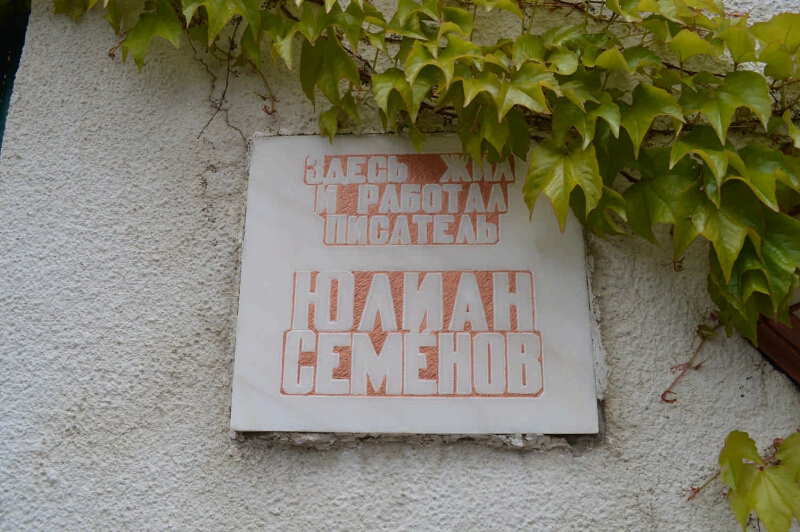 ЗДЕСЬ ЖИЛ
И РАБОТАЛ
ПИСАТЕЛЬ
ЮЛИАН
СЕМЕНОВ